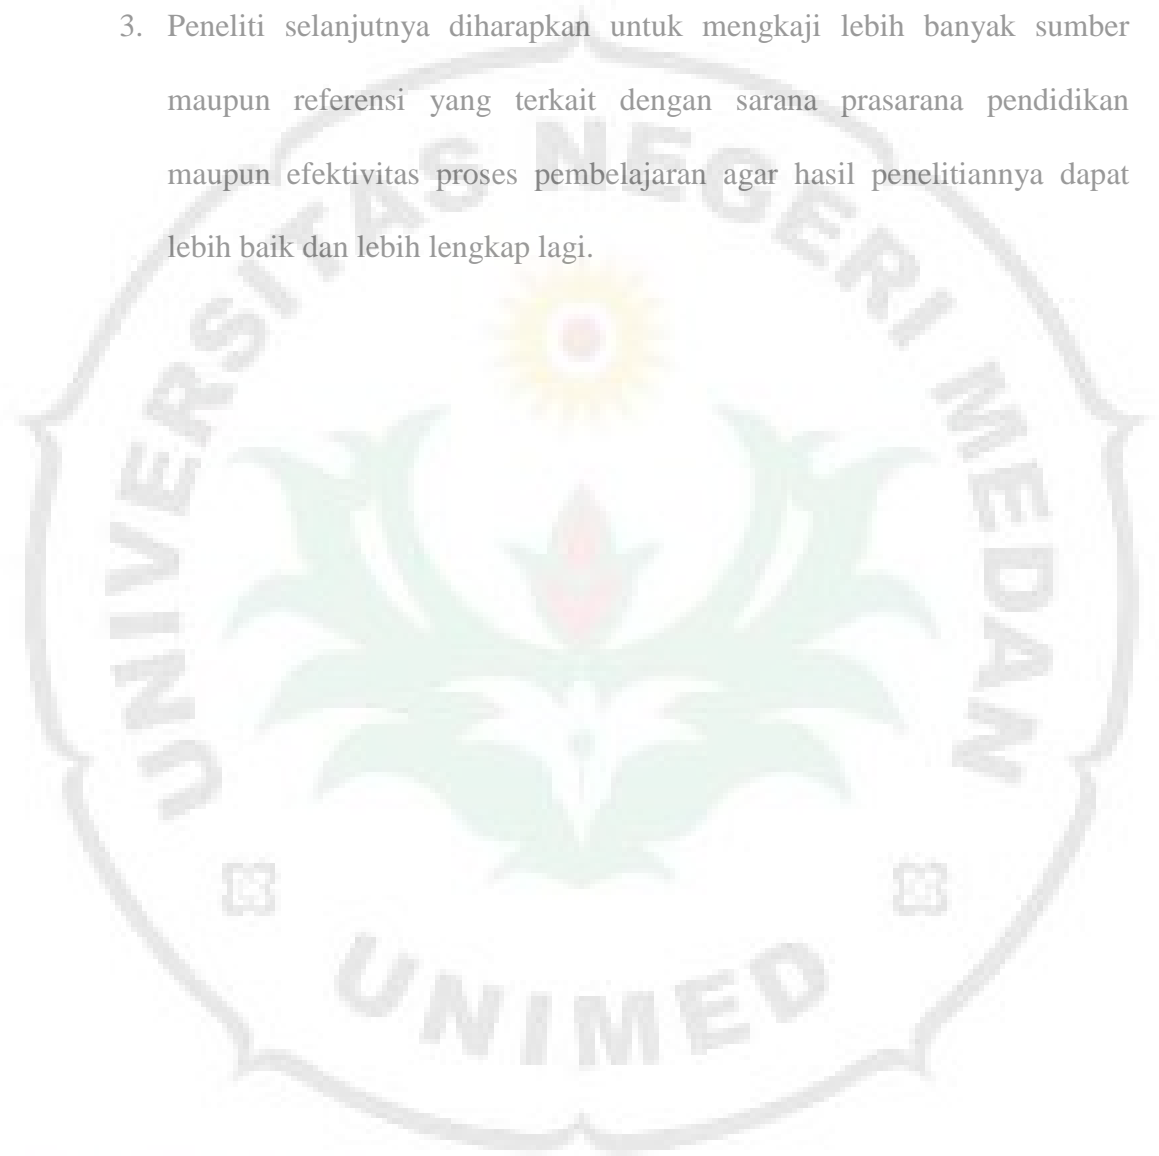 3. Peneliti selanjutnya diharapkan untuk mengkaji lebih banyak sumber
maupun referensi yang terkait dengan sarana prasarana pendidikan
maupun efektivitas proses pembelajaran agar hasil penelitiannya dapat
lebih baik dan lebih lengkap lagi.
UNIVERSITAS NEGERI MEDAN
UNIMED